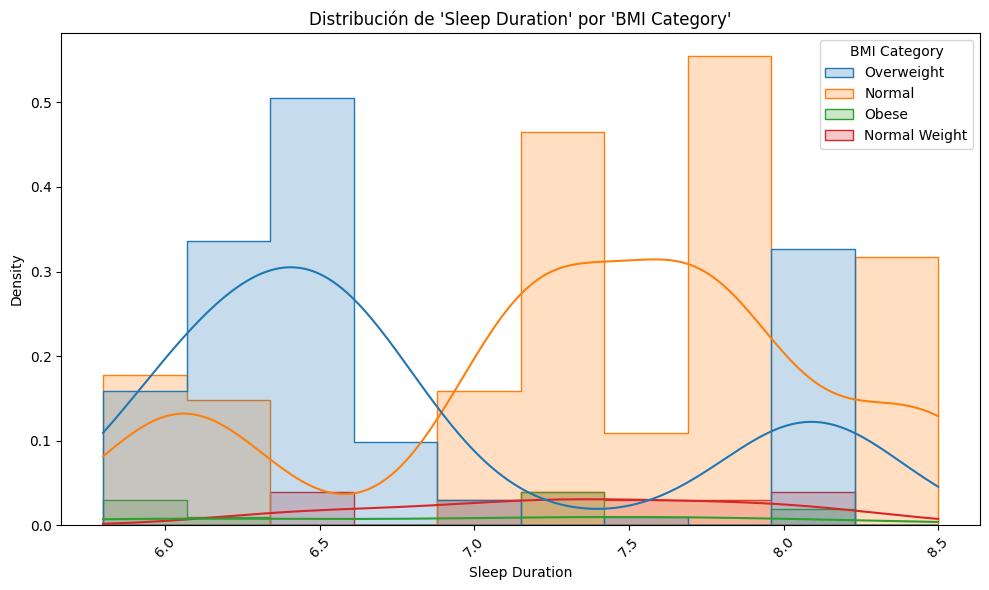 Distribución de 'Sleep Duration' por 'BMI Category'
BMI Category
Overweight
Normal
Obese
Normal Weight
Density
0.5
0.4
0.3
0.2
0.1
0.0
6.0
6.5
7.0
7.5
8.0
8.5
Sleep Duration